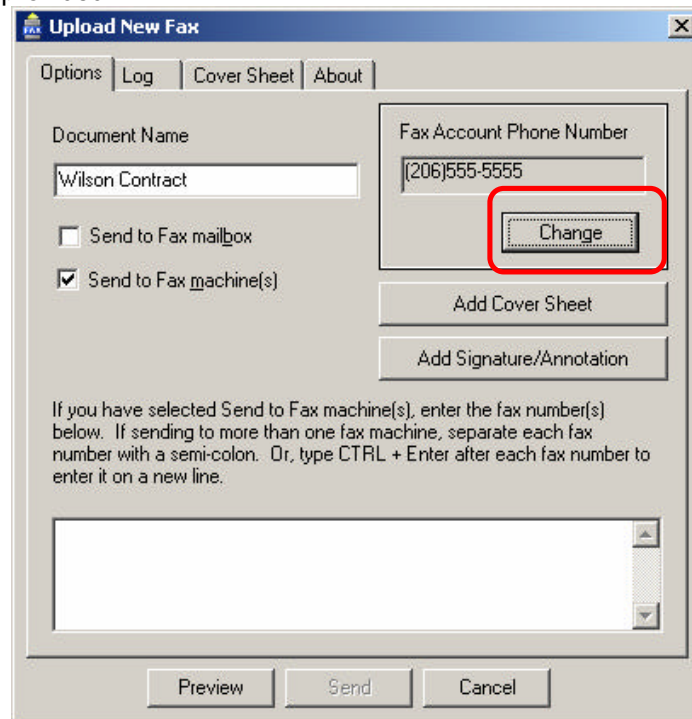 Upload New Fax
Options Log Cover Sheet About
Document Name
Fax Account Phone Number
Wilson Contract
(206)555-5555
Change
Send to Fax mailbox
Send to Fax machine(s)
Add Cover Sheet
Add Signature/Annotation
If you have selected Send to Fax machine(s), enter the fax number(s)
below. If sending to more than one fax machine, separate each fax
number with a semi-colon. Or, type CTRL + Enter after each fax number to
enter it on a new line.
Preview Send Cancel